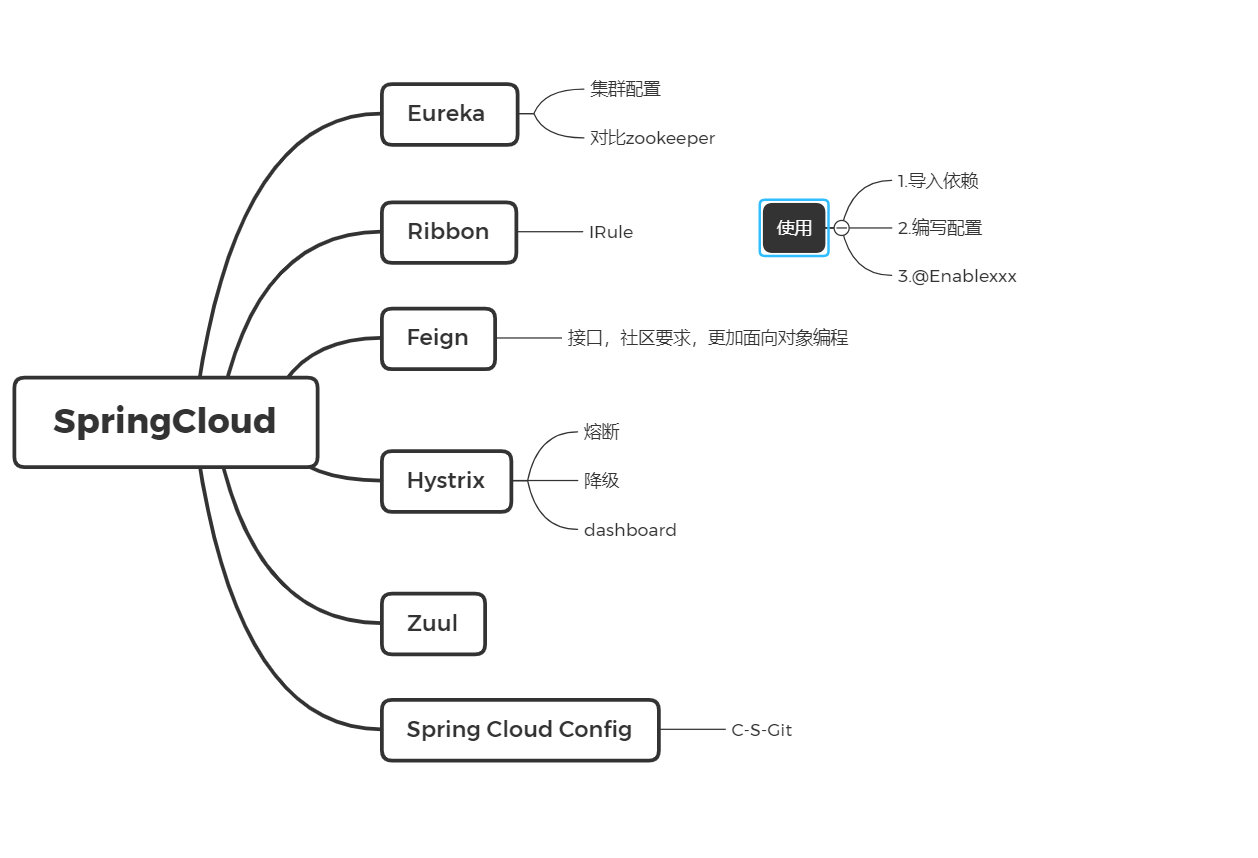 SpringCloud
Eureka
集群配置
对比zookeeper
Ribbon
IRule
Feign
接口，社区要求，更加面向对象编程
Hystrix
熔断
降级
dashboard
Zuul
Spring Cloud Config
C-S-Git
使用
1.导入依赖
2.编写配置
3.@Enablexxx